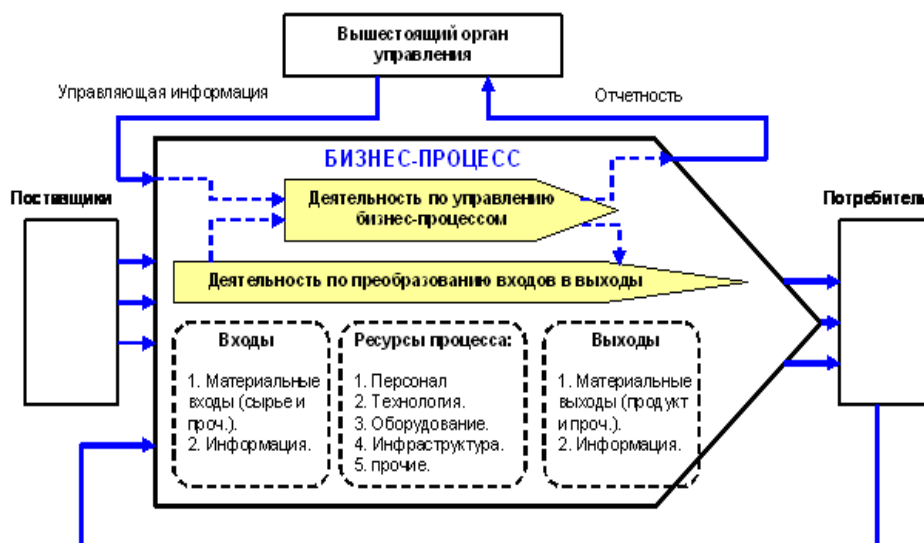 Вышестоящий орган
управления
Управляющая информация
Отчетность
БИЗНЕС-ПРОЦЕСС
Поставщики
Потребитель
Деятельность по управлению
бизнес-процессом
Деятельность по преобразованию входов в выходы
Входы
1. Материальные
входы (сырье и
проч.).
2. Информация.
Ресурсы процесса:
1. Персонал
2. Технология.
3. Оборудование.
4. Инфраструктура.
5. прочие.
Выходы
1. Материальные
выходы (продукт
и проч.).
2. Информация.